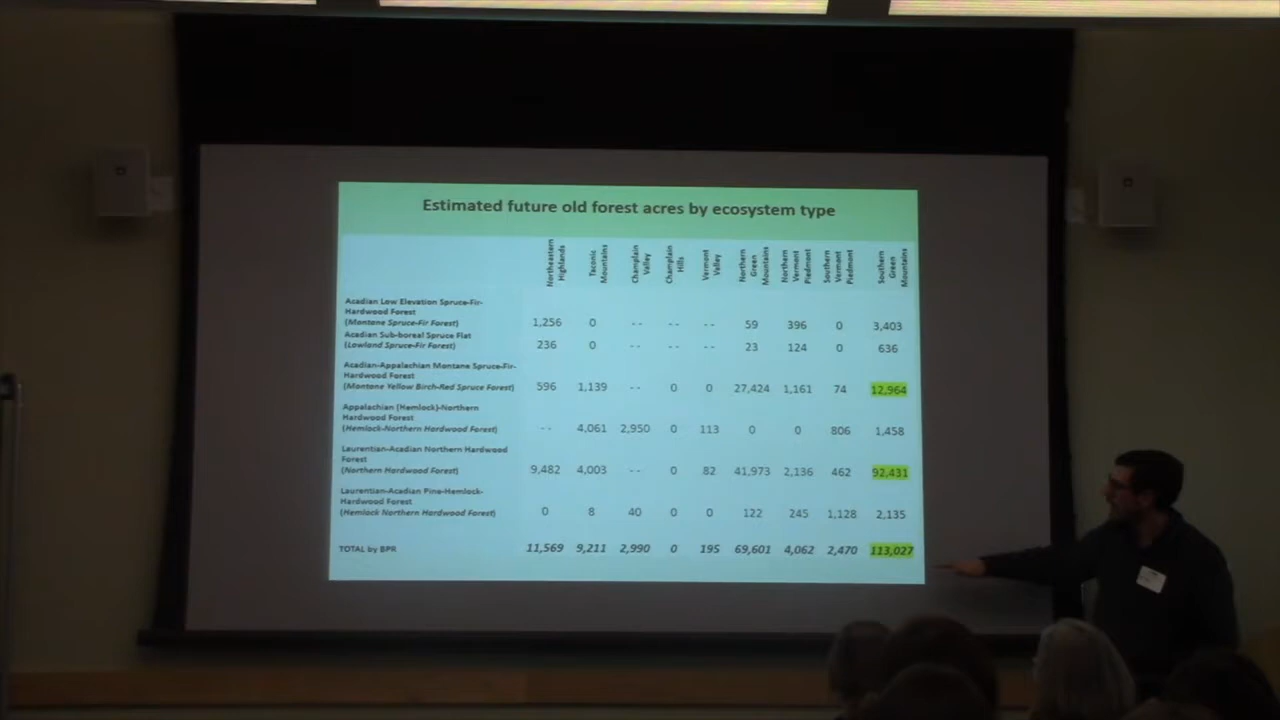 Estimated future old forest acres by ecosystem type
Northeastern Highlands Taconic Mountains Champlain Valley Champlain Hills Vermont Valley Northern Green Mountains Northern Vermont Piedmont Southern Vermont Piedmont Southern Green Mountains
Acadian Low Elevation Spruce-Fir-
Hardwood Forest
(Montane Spruce-Fir Forest) 1,256 0 -- -- -- 59 396 0 3,403
Acadian Sub-boreal Spruce Flat
(Lowland Spruce-Fir Forest) 236 0 -- -- -- 23 124 0 636
Acadian-Appalachian Montane Spruce-Fir-
Hardwood Forest
(Montane Yellow Birch-Red Spruce Forest) 596 1,139 -- 0 0 27,424 1,161 74 12,964
Appalachian (Hemlock)-Northern
Hardwood Forest
(Hemlock-Northern Hardwood Forest) -- 4,061 2,950 0 113 0 0 806 1,458
Laurentian-Acadian Northern Hardwood
Forest
(Northern Hardwood Forest) 9,482 4,003 -- 0 82 41,973 2,136 462 92,431
Laurentian-Acadian Pine-Hemlock-
Hardwood Forest
(Hemlock Northern Hardwood Forest) 0 8 40 0 0 122 245 1,128 2,135
TOTAL by BPR 11,569 9,211 2,990 0 195 69,601 4,062 2,470 113,027